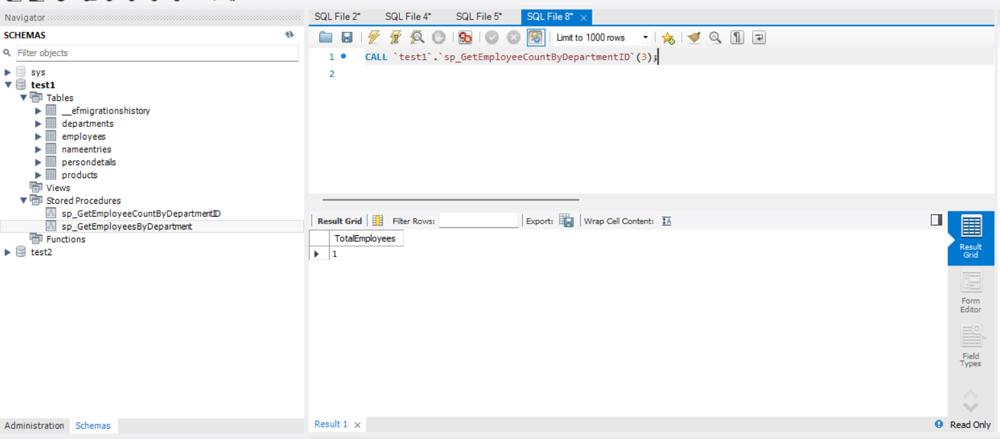 Navigator
SCHEMAS
Filter objects
sys
test1
Tables
__efmigrationshistory
departments
employees
nameentries
persondetails
products
Views
Stored Procedures
sp_GetEmployeeCountByDepartmentID
sp_GetEmployeesByDepartment
Functions
test2
Administration Schemas
SQL File 2* SQL File 4* SQL File 5* SQL File 8*
Limit to 1000 rows
1 CALL `test1`.`sp_GetEmployeeCountByDepartmentID`(3);
2
Result Grid Filter Rows: Export: Wrap Cell Content: IA
TotalEmployees
1
Result
Grid
Form
Editor
Field
Types
Result 1 Read Only